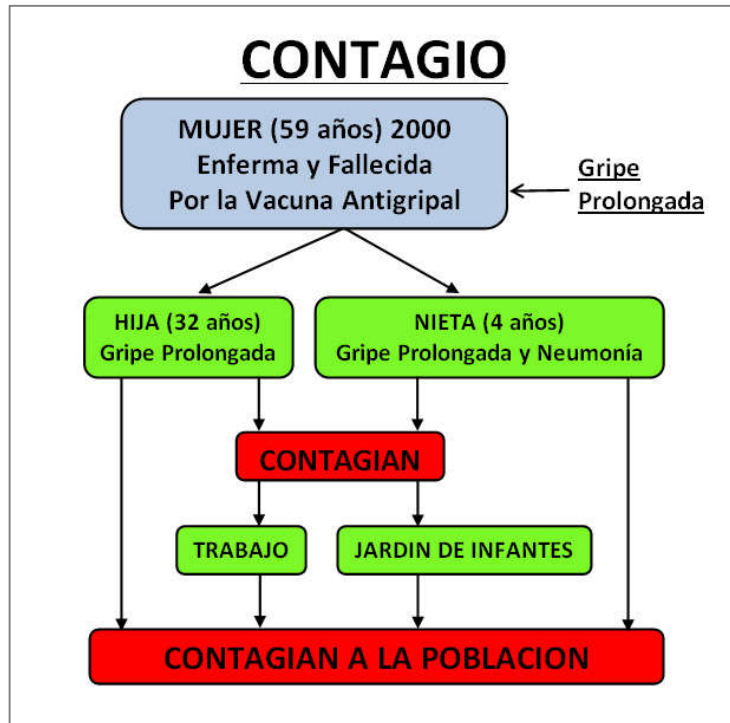 CONTAGIO
MUJER (59 años) 2000
Enferma y Fallecida
Por la Vacuna Antigripal
Gripe
Prolongada
HIJA (32 años)
Gripe Prolongada
NIETA (4 años)
Gripe Prolongada y Neumonía
CONTAGIAN
TRABAJO
JARDIN DE INFANTES
CONTAGIAN A LA POBLACION